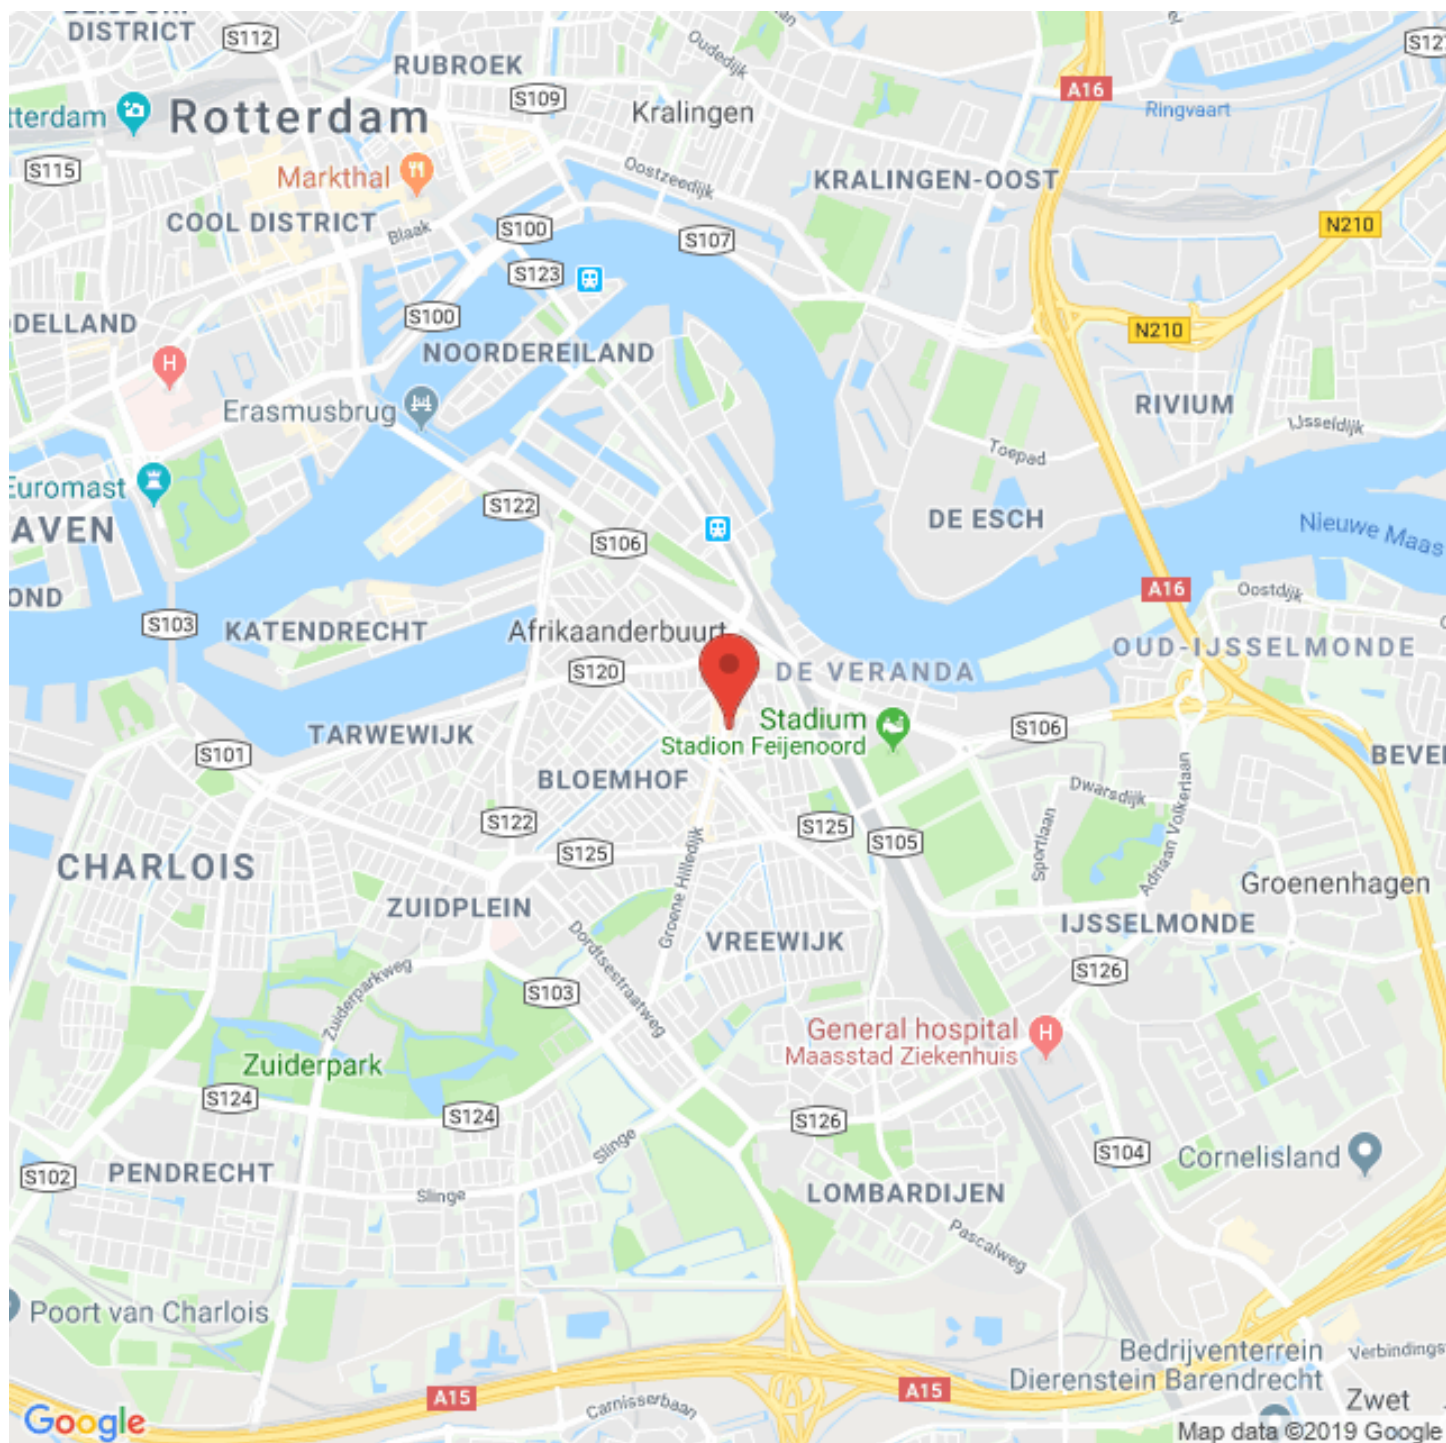 DISTRICT
S112
RUBROEK
Oudedijk
A16
S109
Kralingen
Ringvaart
tterdam
Rotterdam
S115
Markthal
Oostzeedijk
KRALINGEN-OOST
COOL DISTRICT
Blaak
S100
S107
N210
S123
S100
DELLAND
N210
NOORDEREILAND
H
Erasmusbrug
RIVIUM
IJsseldijk
Toepad
Euromast
S122
DE ESCH
AVEN
Nieuwe Maas
S106
OND
A16
Oostdijk
S103
KATENDRECHT
Afrikaanderbuurt
OUD-IJSSELMONDE
S120
DE VERANDA
Stadium
Stadion Feijenoord
S106
TARWEWIJK
S101
BEVE
BLOEMHOF
Dwarsdijk
Adriaan Volkerlaan
S122
S125
S105
Sportlaan
S125
CHARLOIS
Groene Hilledijk
Groenenhagen
ZUIDPLEIN
IJSSELMONDE
VREEWIJK
Dordtsestraatweg
Zuiderparkweg
S126
S103
General hospital
Maasstad Ziekenhuis
H
Zuiderpark
S124
S124
S126
Slinge
S104
Cornelisland
S102
PENDRECHT
Slinge
LOMBARDIJEN
Pascalweg
Poort van Charlois
Bedrijventerrein
Dierenstein Barendrecht
Verbindings
A15
A15
Carnisserbaan
Zwet
Google
Map data ©2019 Google